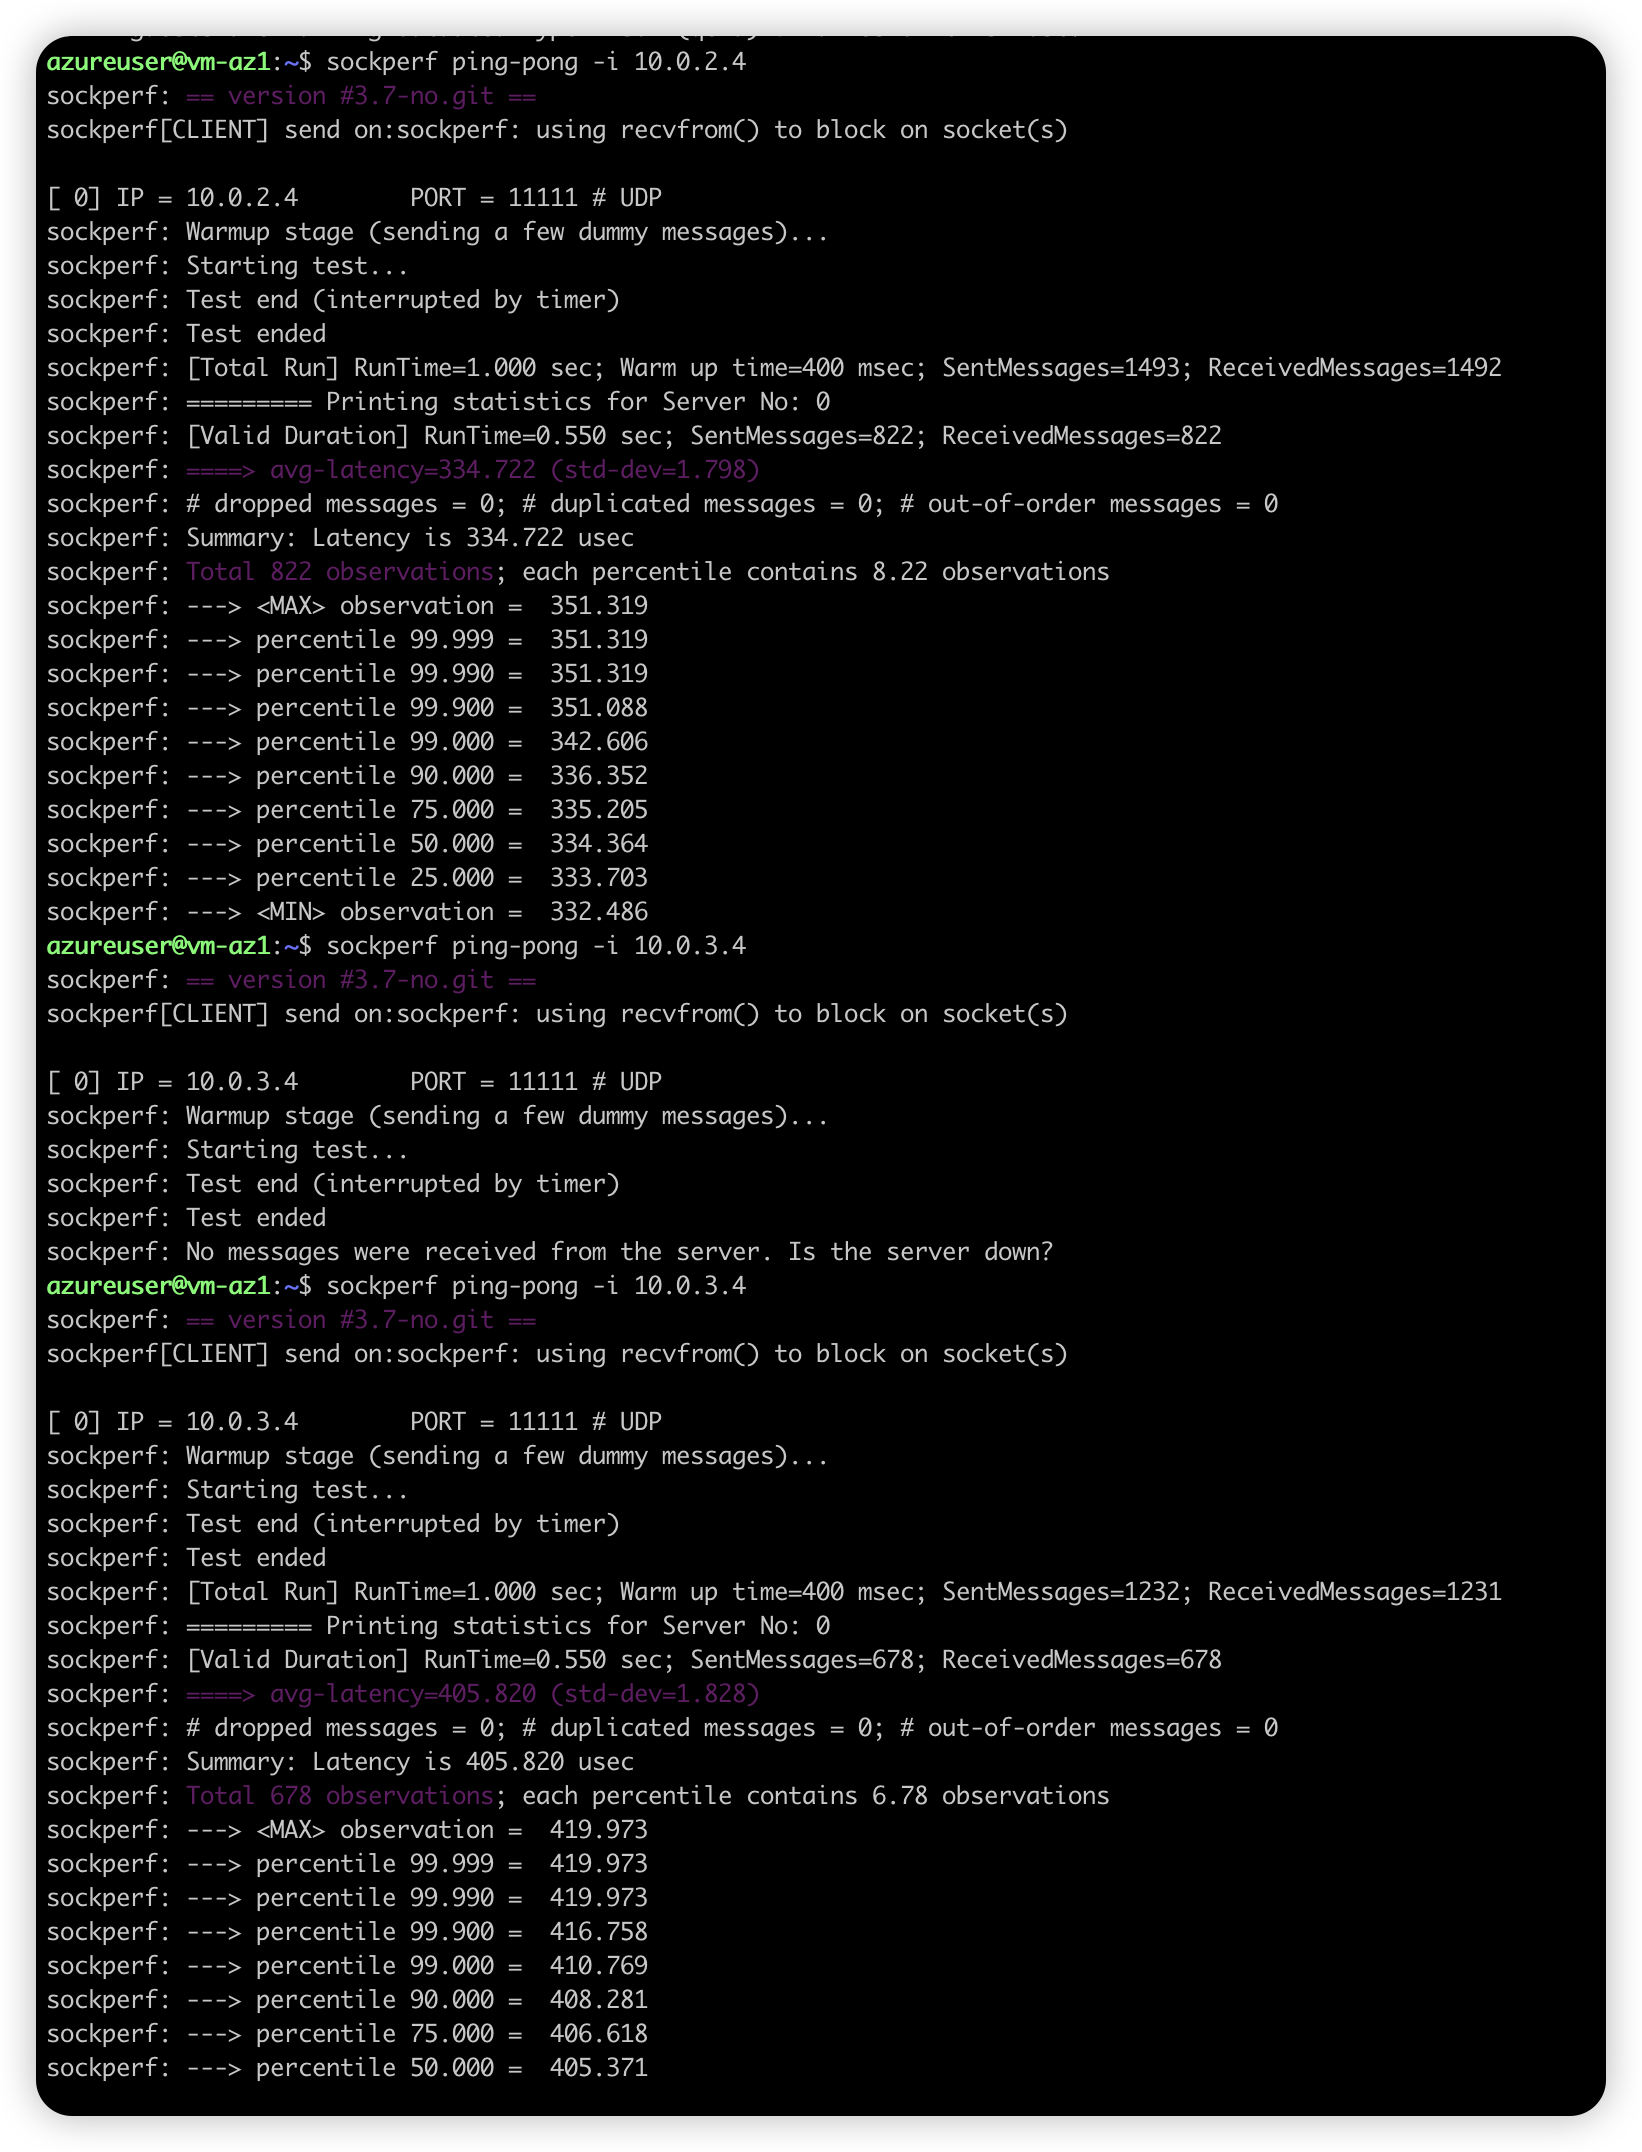 azureuser@vm-az1:~$ sockperf ping-pong -i 10.0.2.4
sockperf: == version #3.7-no.git ==
sockperf[CLIENT] send on:sockperf: using recvfrom() to block on socket(s)

[ 0] IP = 10.0.2.4        PORT = 11111 # UDP
sockperf: Warmup stage (sending a few dummy messages)...
sockperf: Starting test...
sockperf: Test end (interrupted by timer)
sockperf: Test ended
sockperf: [Total Run] RunTime=1.000 sec; Warm up time=400 msec; SentMessages=1493; ReceivedMessages=1492
sockperf: ========= Printing statistics for Server No: 0
sockperf: [Valid Duration] RunTime=0.550 sec; SentMessages=822; ReceivedMessages=822
sockperf: ====> avg-latency=334.722 (std-dev=1.798)
sockperf: # dropped messages = 0; # duplicated messages = 0; # out-of-order messages = 0
sockperf: Summary: Latency is 334.722 usec
sockperf: Total 822 observations; each percentile contains 8.22 observations
sockperf: ---> <MAX> observation =  351.319
sockperf: ---> percentile 99.999 =  351.319
sockperf: ---> percentile 99.990 =  351.319
sockperf: ---> percentile 99.900 =  351.088
sockperf: ---> percentile 99.000 =  342.606
sockperf: ---> percentile 90.000 =  336.352
sockperf: ---> percentile 75.000 =  335.205
sockperf: ---> percentile 50.000 =  334.364
sockperf: ---> percentile 25.000 =  333.703
sockperf: ---> <MIN> observation =  332.486
azureuser@vm-az1:~$ sockperf ping-pong -i 10.0.3.4
sockperf: == version #3.7-no.git ==
sockperf[CLIENT] send on:sockperf: using recvfrom() to block on socket(s)

[ 0] IP = 10.0.3.4        PORT = 11111 # UDP
sockperf: Warmup stage (sending a few dummy messages)...
sockperf: Starting test...
sockperf: Test end (interrupted by timer)
sockperf: Test ended
sockperf: No messages were received from the server. Is the server down?
azureuser@vm-az1:~$ sockperf ping-pong -i 10.0.3.4
sockperf: == version #3.7-no.git ==
sockperf[CLIENT] send on:sockperf: using recvfrom() to block on socket(s)

[ 0] IP = 10.0.3.4        PORT = 11111 # UDP
sockperf: Warmup stage (sending a few dummy messages)...
sockperf: Starting test...
sockperf: Test end (interrupted by timer)
sockperf: Test ended
sockperf: [Total Run] RunTime=1.000 sec; Warm up time=400 msec; SentMessages=1232; ReceivedMessages=1231
sockperf: ========= Printing statistics for Server No: 0
sockperf: [Valid Duration] RunTime=0.550 sec; SentMessages=678; ReceivedMessages=678
sockperf: ====> avg-latency=405.820 (std-dev=1.828)
sockperf: # dropped messages = 0; # duplicated messages = 0; # out-of-order messages = 0
sockperf: Summary: Latency is 405.820 usec
sockperf: Total 678 observations; each percentile contains 6.78 observations
sockperf: ---> <MAX> observation =  419.973
sockperf: ---> percentile 99.999 =  419.973
sockperf: ---> percentile 99.990 =  419.973
sockperf: ---> percentile 99.900 =  416.758
sockperf: ---> percentile 99.000 =  410.769
sockperf: ---> percentile 90.000 =  408.281
sockperf: ---> percentile 75.000 =  406.618
sockperf: ---> percentile 50.000 =  405.371